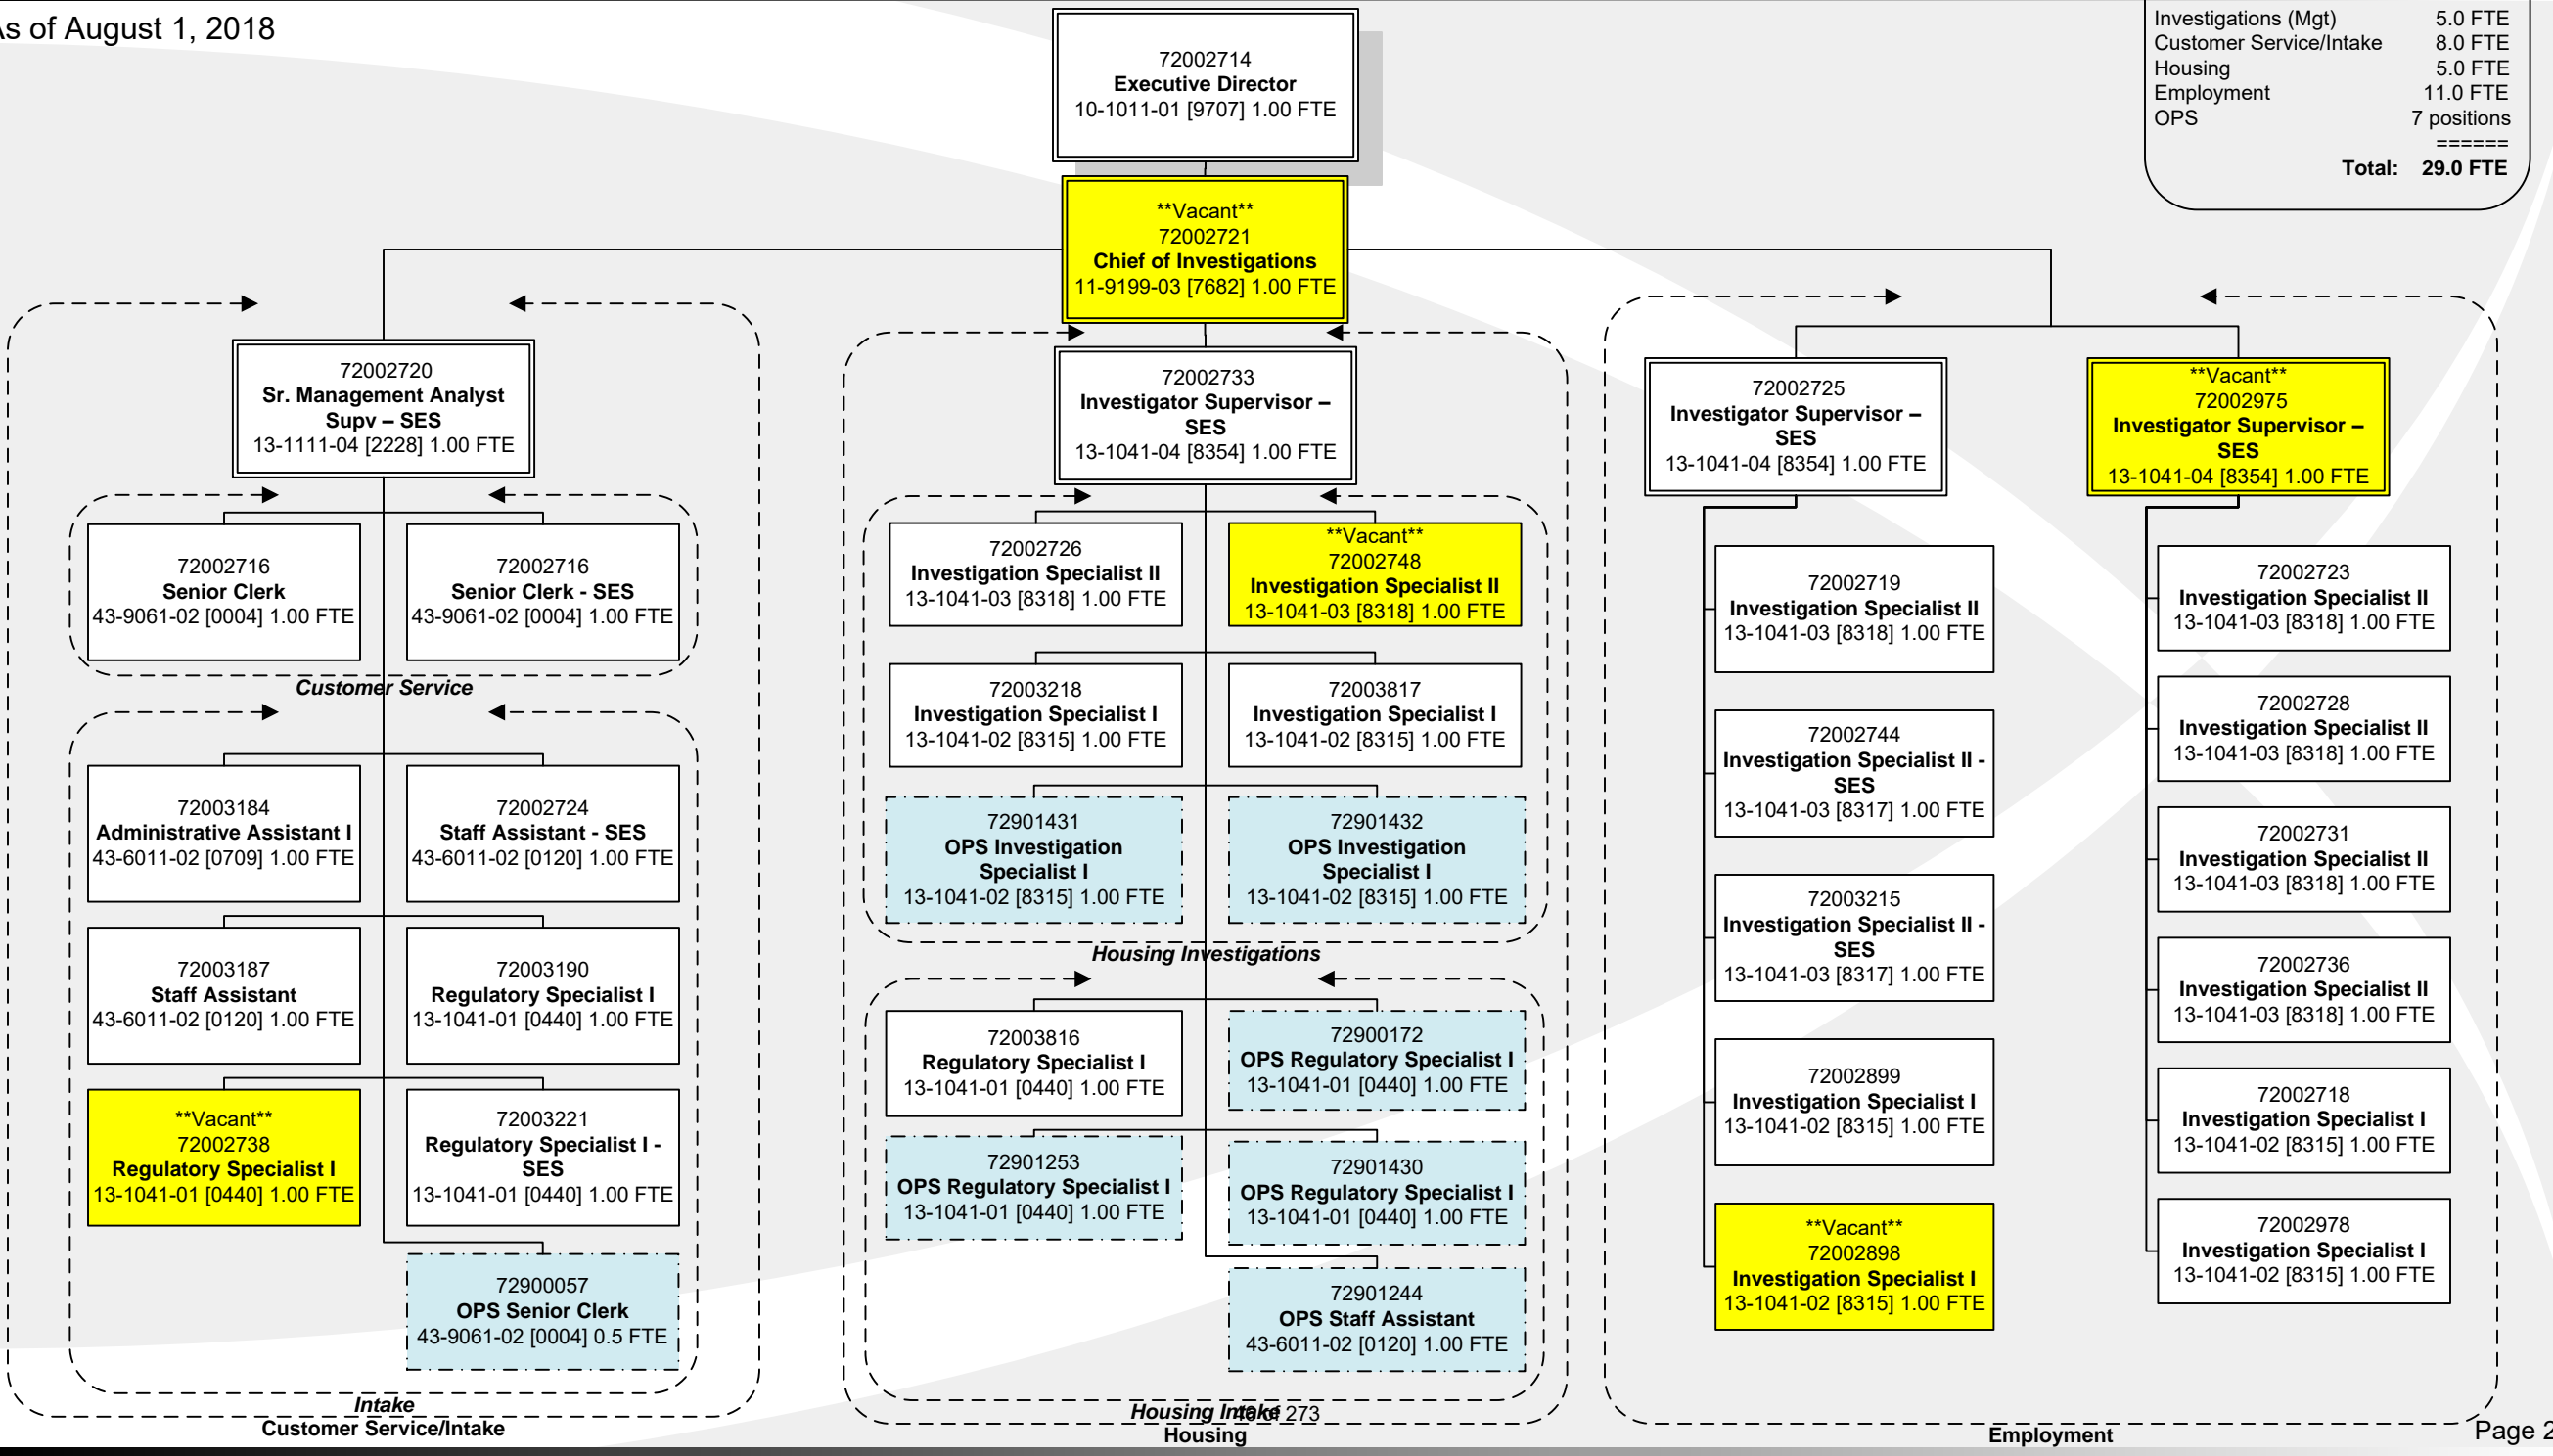 As of August 1, 2018
Investigations (Mgt) 5.0 FTE
Customer Service/Intake 8.0 FTE
Housing 5.0 FTE
Employment 11.0 FTE
OPS 7 positions
======
Total: 29.0 FTE
72002714
Executive Director
10-1011-01 [9707] 1.00 FTE
**Vacant**
72002721
Chief of Investigations
11-9199-03 [7682] 1.00 FTE
72002720
Sr. Management Analyst
Supv – SES
13-1111-04 [2228] 1.00 FTE
72002716
Senior Clerk
43-9061-02 [0004] 1.00 FTE
72002716
Senior Clerk - SES
43-9061-02 [0004] 1.00 FTE
Customer Service
72003184
Administrative Assistant I
43-6011-02 [0709] 1.00 FTE
72002724
Staff Assistant - SES
43-6011-02 [0120] 1.00 FTE
72003187
Staff Assistant
43-6011-02 [0120] 1.00 FTE
72003190
Regulatory Specialist I
13-1041-01 [0440] 1.00 FTE
**Vacant**
72002738
Regulatory Specialist I
13-1041-01 [0440] 1.00 FTE
72003221
Regulatory Specialist I -
SES
13-1041-01 [0440] 1.00 FTE
72900057
OPS Senior Clerk
43-9061-02 [0004] 0.5 FTE
Intake
Customer Service/Intake
72002733
Investigator Supervisor –
SES
13-1041-04 [8354] 1.00 FTE
72002726
Investigation Specialist II
13-1041-03 [8318] 1.00 FTE
**Vacant**
72002748
Investigation Specialist II
13-1041-03 [8318] 1.00 FTE
72003218
Investigation Specialist I
13-1041-02 [8315] 1.00 FTE
72003817
Investigation Specialist I
13-1041-02 [8315] 1.00 FTE
72901431
OPS Investigation
Specialist I
13-1041-02 [8315] 1.00 FTE
72901432
OPS Investigation
Specialist I
13-1041-02 [8315] 1.00 FTE
Housing Investigations
72003816
Regulatory Specialist I
13-1041-01 [0440] 1.00 FTE
72900172
OPS Regulatory Specialist I
13-1041-01 [0440] 1.00 FTE
72901253
OPS Regulatory Specialist I
13-1041-01 [0440] 1.00 FTE
72901430
OPS Regulatory Specialist I
13-1041-01 [0440] 1.00 FTE
72901244
OPS Staff Assistant
43-6011-02 [0120] 1.00 FTE
Housing Intake
of 273
Housing
72002725
Investigator Supervisor –
SES
13-1041-04 [8354] 1.00 FTE
72002719
Investigation Specialist II
13-1041-03 [8318] 1.00 FTE
72002744
Investigation Specialist II -
SES
13-1041-03 [8317] 1.00 FTE
72003215
Investigation Specialist II -
SES
13-1041-03 [8317] 1.00 FTE
72002899
Investigation Specialist I
13-1041-02 [8315] 1.00 FTE
**Vacant**
72002898
Investigation Specialist I
13-1041-02 [8315] 1.00 FTE
**Vacant**
72002975
Investigator Supervisor –
SES
13-1041-04 [8354] 1.00 FTE
72002723
Investigation Specialist II
13-1041-03 [8318] 1.00 FTE
72002728
Investigation Specialist II
13-1041-03 [8318] 1.00 FTE
72002731
Investigation Specialist II
13-1041-03 [8318] 1.00 FTE
72002736
Investigation Specialist II
13-1041-03 [8318] 1.00 FTE
72002718
Investigation Specialist I
13-1041-02 [8315] 1.00 FTE
72002978
Investigation Specialist I
13-1041-02 [8315] 1.00 FTE
Employment
Page 2